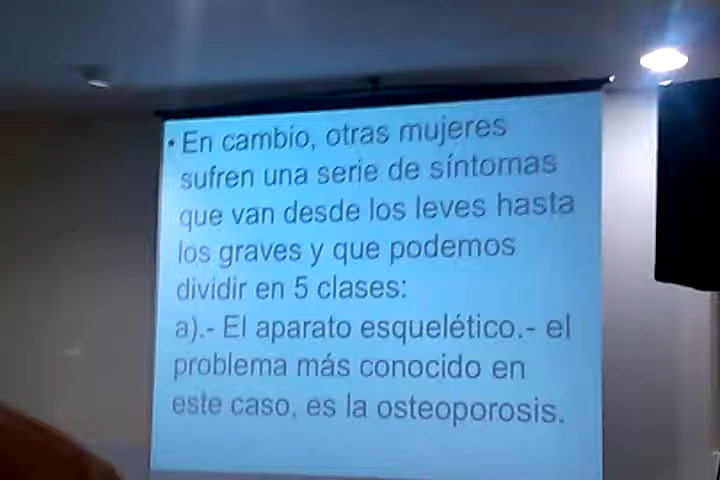 • En cambio, otras mujeres
sufren una serie de síntomas
que van desde los leves hasta
los graves y que podemos
dividir en 5 clases:
a).- El aparato esquelético.- el
problema más conocido en
este caso, es la osteoporosis.